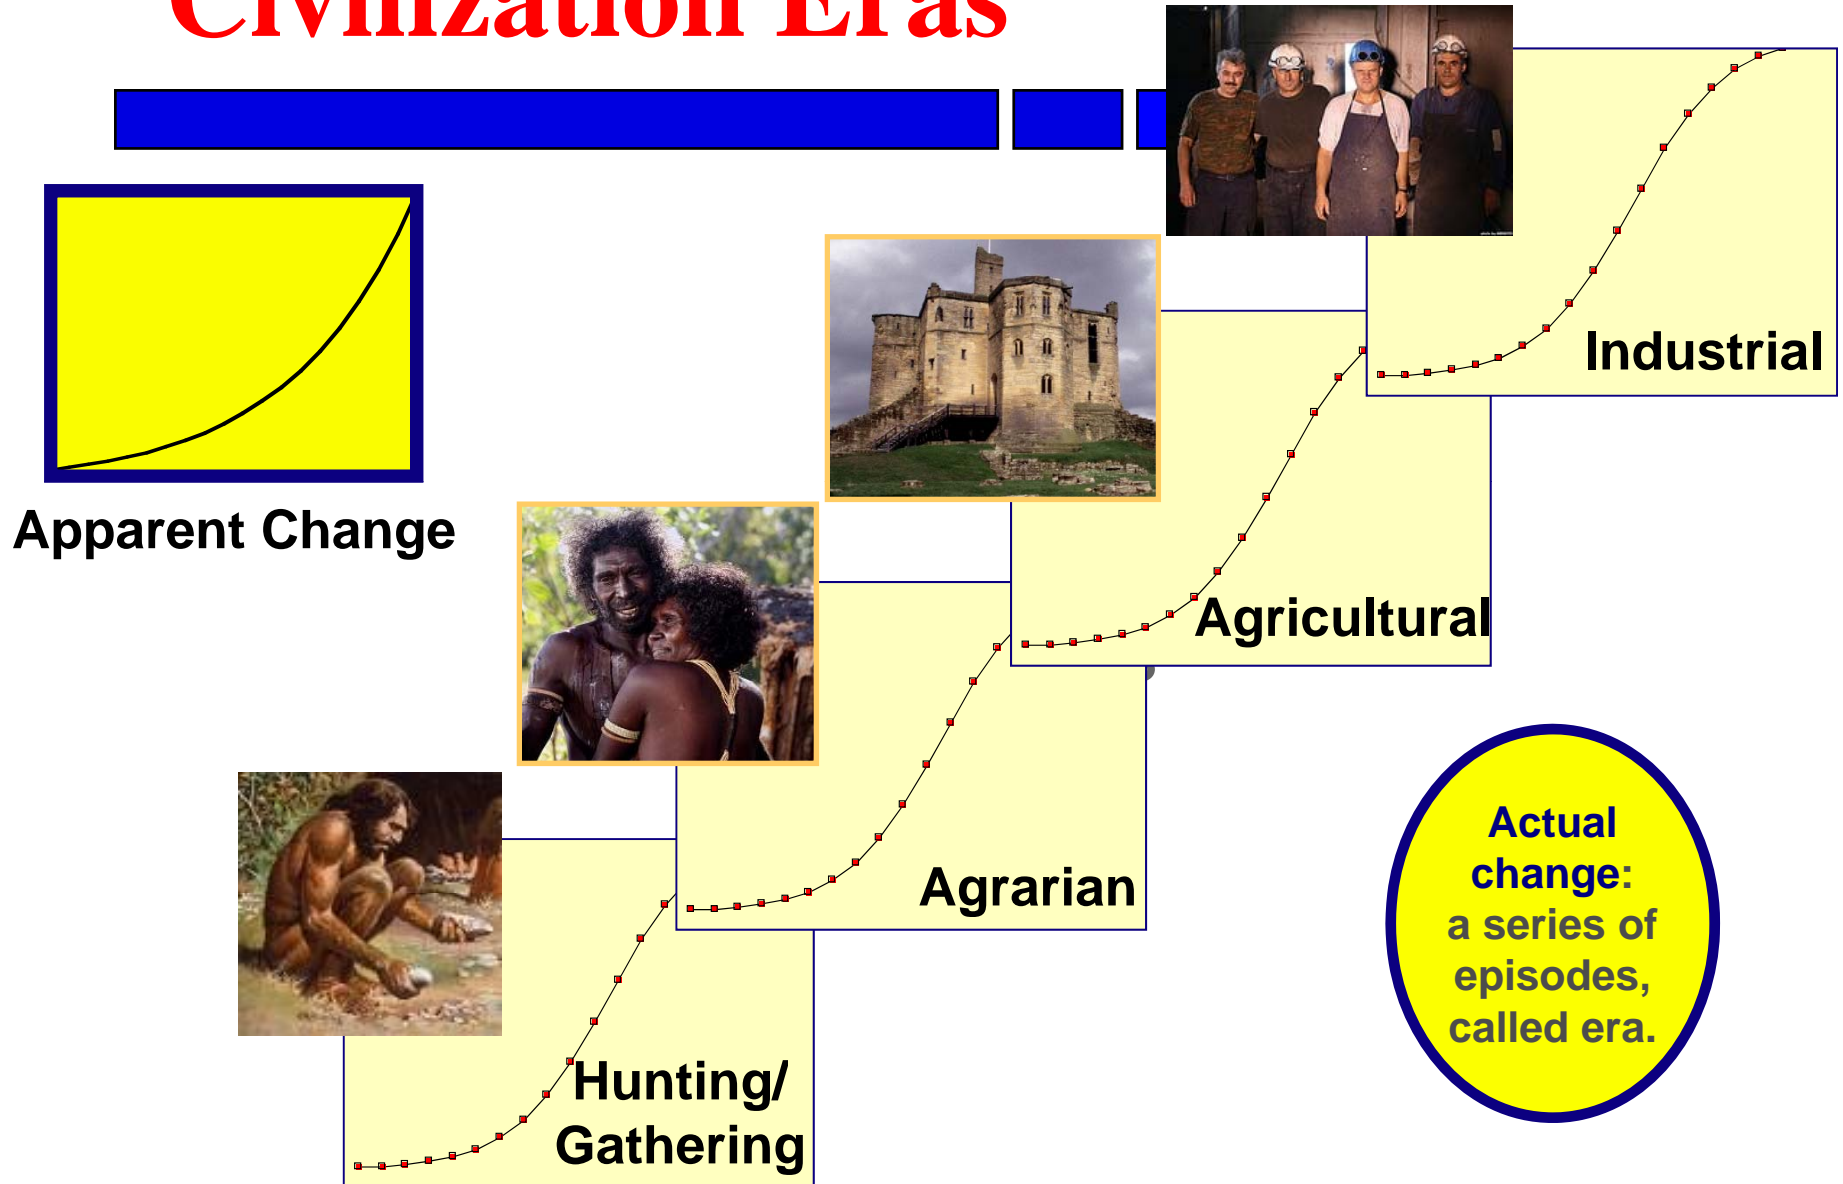 Civilization Eras
Industrial
Apparent Change
Agricultural
Agrarian
Actual
change:
a series of
episodes,
called era.
Hunting/
Gathering